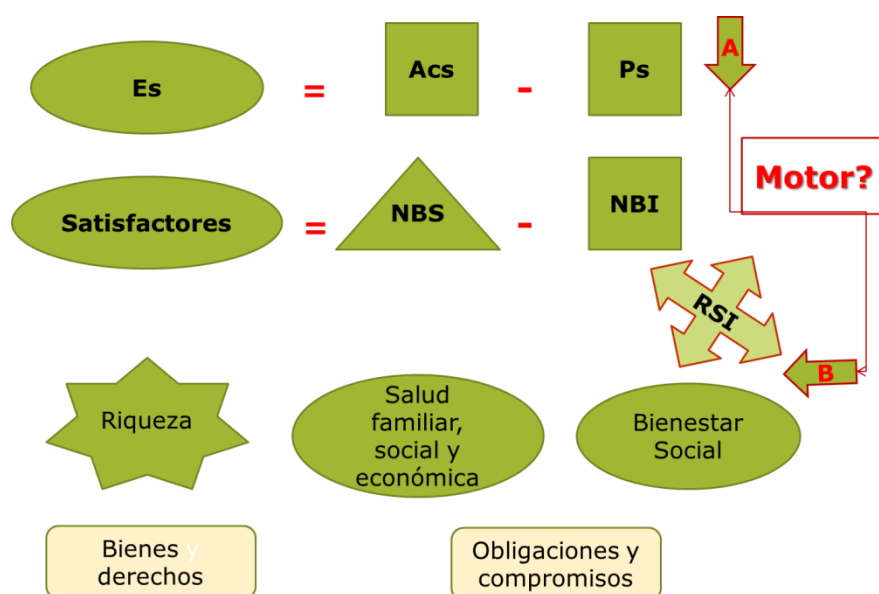 A
Es = Acs - Ps
Motor?
Satisfactores = NBS - NBI
RSI
B
Riqueza
Salud
familiar,
social y
económica
Bienestar
Social
Bienes y
derechos
Obligaciones y
compromisos